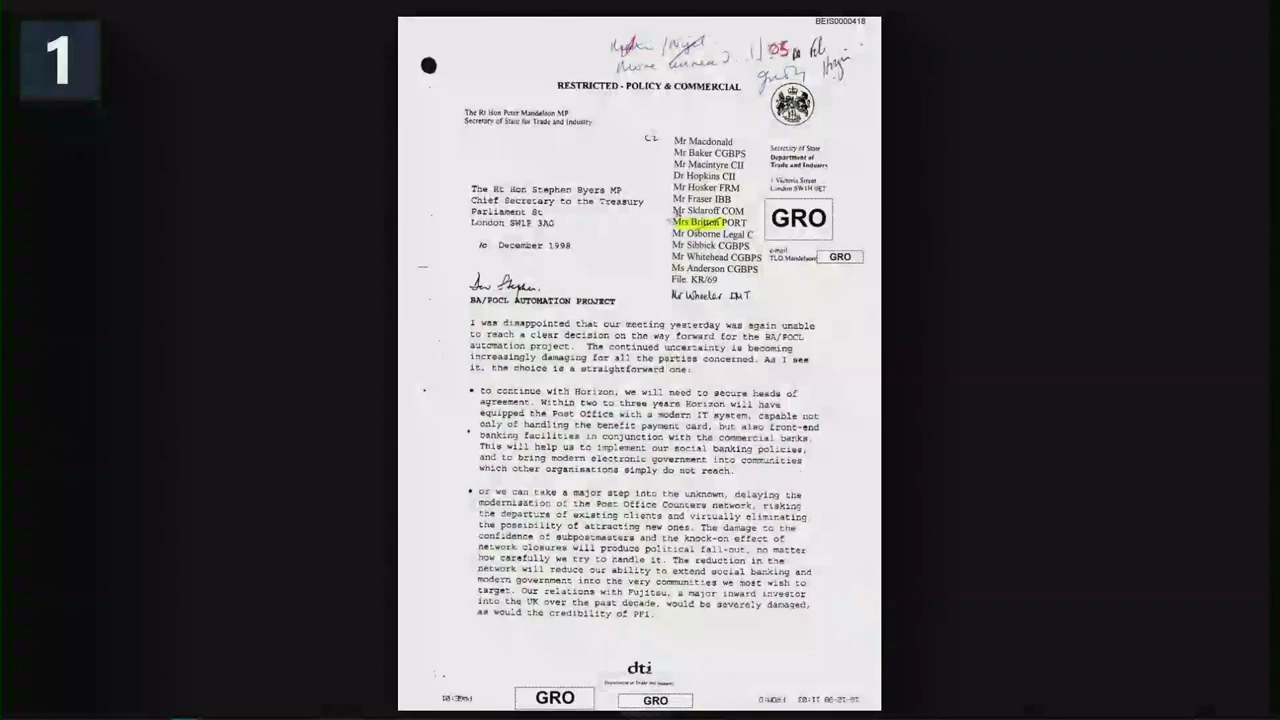 1
BEIS0000418
RESTRICTED - POLICY & COMMERCIAL
The Rt Hon Peter Mandelson MP
Secretary of State for Trade and Industry
Mr Macdonald
Mr Baker CGBPS
Mr Macintyre CII
Dr Hopkins CII
Mr Hosker FRM
Mr Fraser IBB
Mr Sklaroff COM
Mrs Britten PORT
Mr Osborne Legal C
Mr Sibbick CGBPS
Mr Whitehead CGBPS
Ms Anderson CGBPS
File. KR/69
Mr Wheeler IMT
Secretary of State
Department of
Trade and Industry
1 Victoria Street
London SW1H 0ET
GRO
e-mail
TLO.Mandelson
GRO
The Rt Hon Stephen Byers MP
Chief Secretary to the Treasury
Parliament St
London SW1P 3AG
10 December 1998
Dear Stephen,
BA/POCL AUTOMATION PROJECT
I was disappointed that our meeting yesterday was again unable
to reach a clear decision on the way forward for the BA/POCL
automation project. The continued uncertainty is becoming
increasingly damaging for all the parties concerned. As I see
it, the choice is a straightforward one:
• to continue with Horizon, we will need to secure heads of
agreement. Within two to three years Horizon will have
equipped the Post Office with a modern IT system, capable not
only of handling the benefit payment card, but also front-end
banking facilities in conjunction with the commercial banks.
This will help us to implement our social banking policies,
and to bring modern electronic government into communities
which other organisations simply do not reach.
• or we can take a major step into the unknown, delaying the
modernisation of the Post Office Counters network, risking
the departure of existing clients and virtually eliminating
the possibility of attracting new ones. The damage to the
confidence of subpostmasters and the knock-on effect of
network closures will produce political fall-out, no matter
how carefully we try to handle it. The reduction in the
network will reduce our ability to extend social banking and
modern government into the very communities we most wish to
target. Our relations with Fujitsu, a major inward investor
into the UK over the past decade, would be severely damaged,
as would the credibility of PFI.
dti
Department of Trade and Industry
GRO
GRO